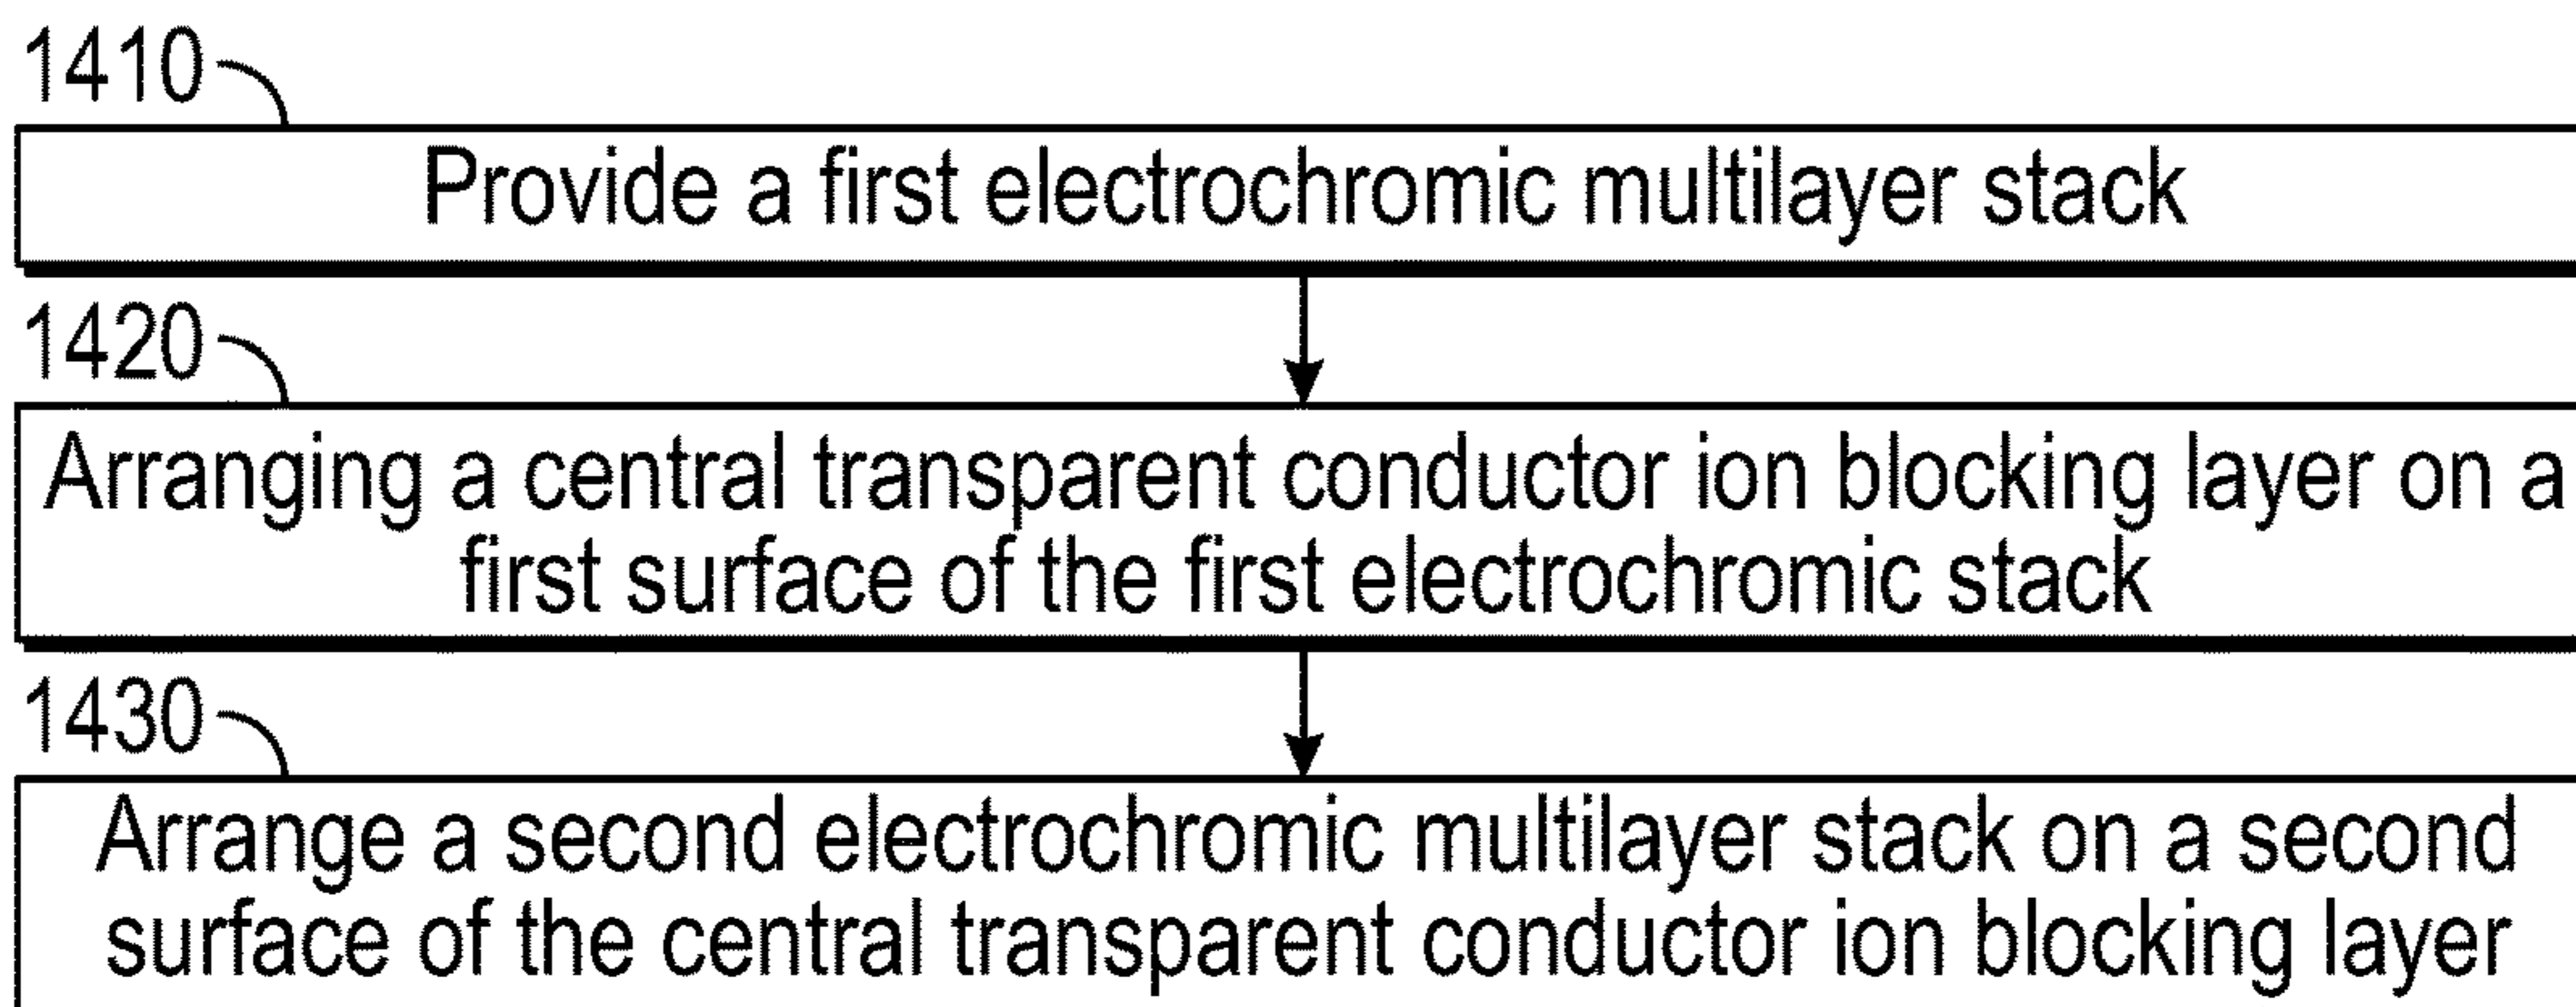 1410
Provide a first electrochromic multilayer stack
1420
Arranging a central transparent conductor ion blocking layer on a
first surface of the first electrochromic stack
1430
Arrange a second electrochromic multilayer stack on a second
surface of the central transparent conductor ion blocking layer